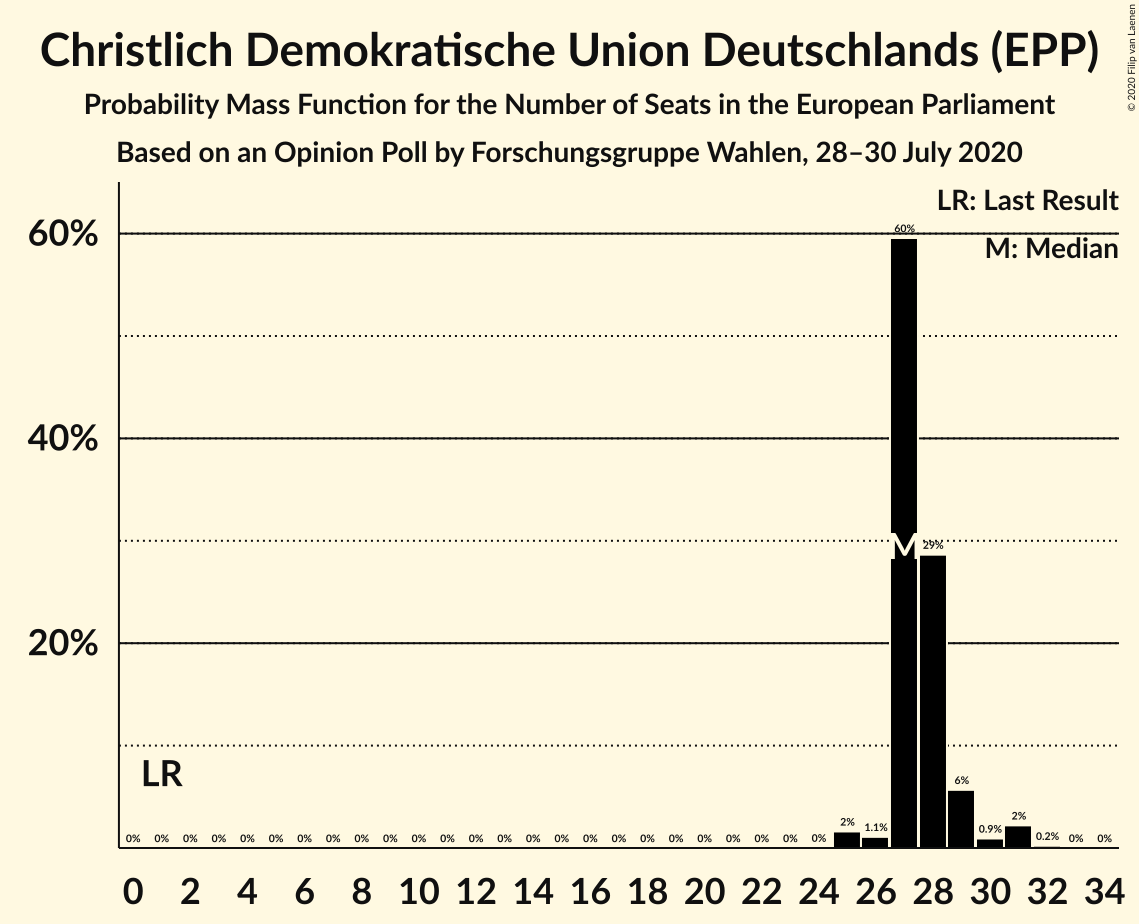 Christlich Demokratische Union Deutschlands (EPP)
Probability Mass Function for the Number of Seats in the European Parliament
Based on an Opinion Poll by Forschungsgruppe Wahlen, 28–30 July 2020
© 2020 Filip van Laenen
LR: Last Result
M: Median
60%
40%
20%
60%
M
29%
LR
0% 0% 0% 0% 0% 0% 0% 0% 0% 0% 0% 0% 0% 0% 0% 0% 0% 0% 0% 0% 0% 0% 0% 0% 0% 2% 1.1% 6% 0.9% 2% 0.2% 0% 0%
0 2 4 6 8 10 12 14 16 18 20 22 24 26 28 30 32 34